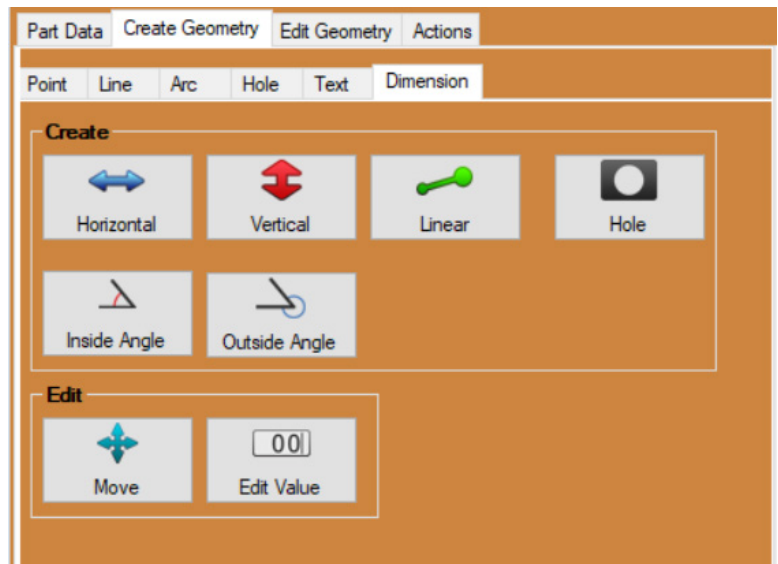 Part Data Create Geometry Edit Geometry Actions
Point Line Arc Hole Text Dimension
Create
Horizontal Vertical Linear Hole
Inside Angle Outside Angle
Edit
00
Move Edit Value